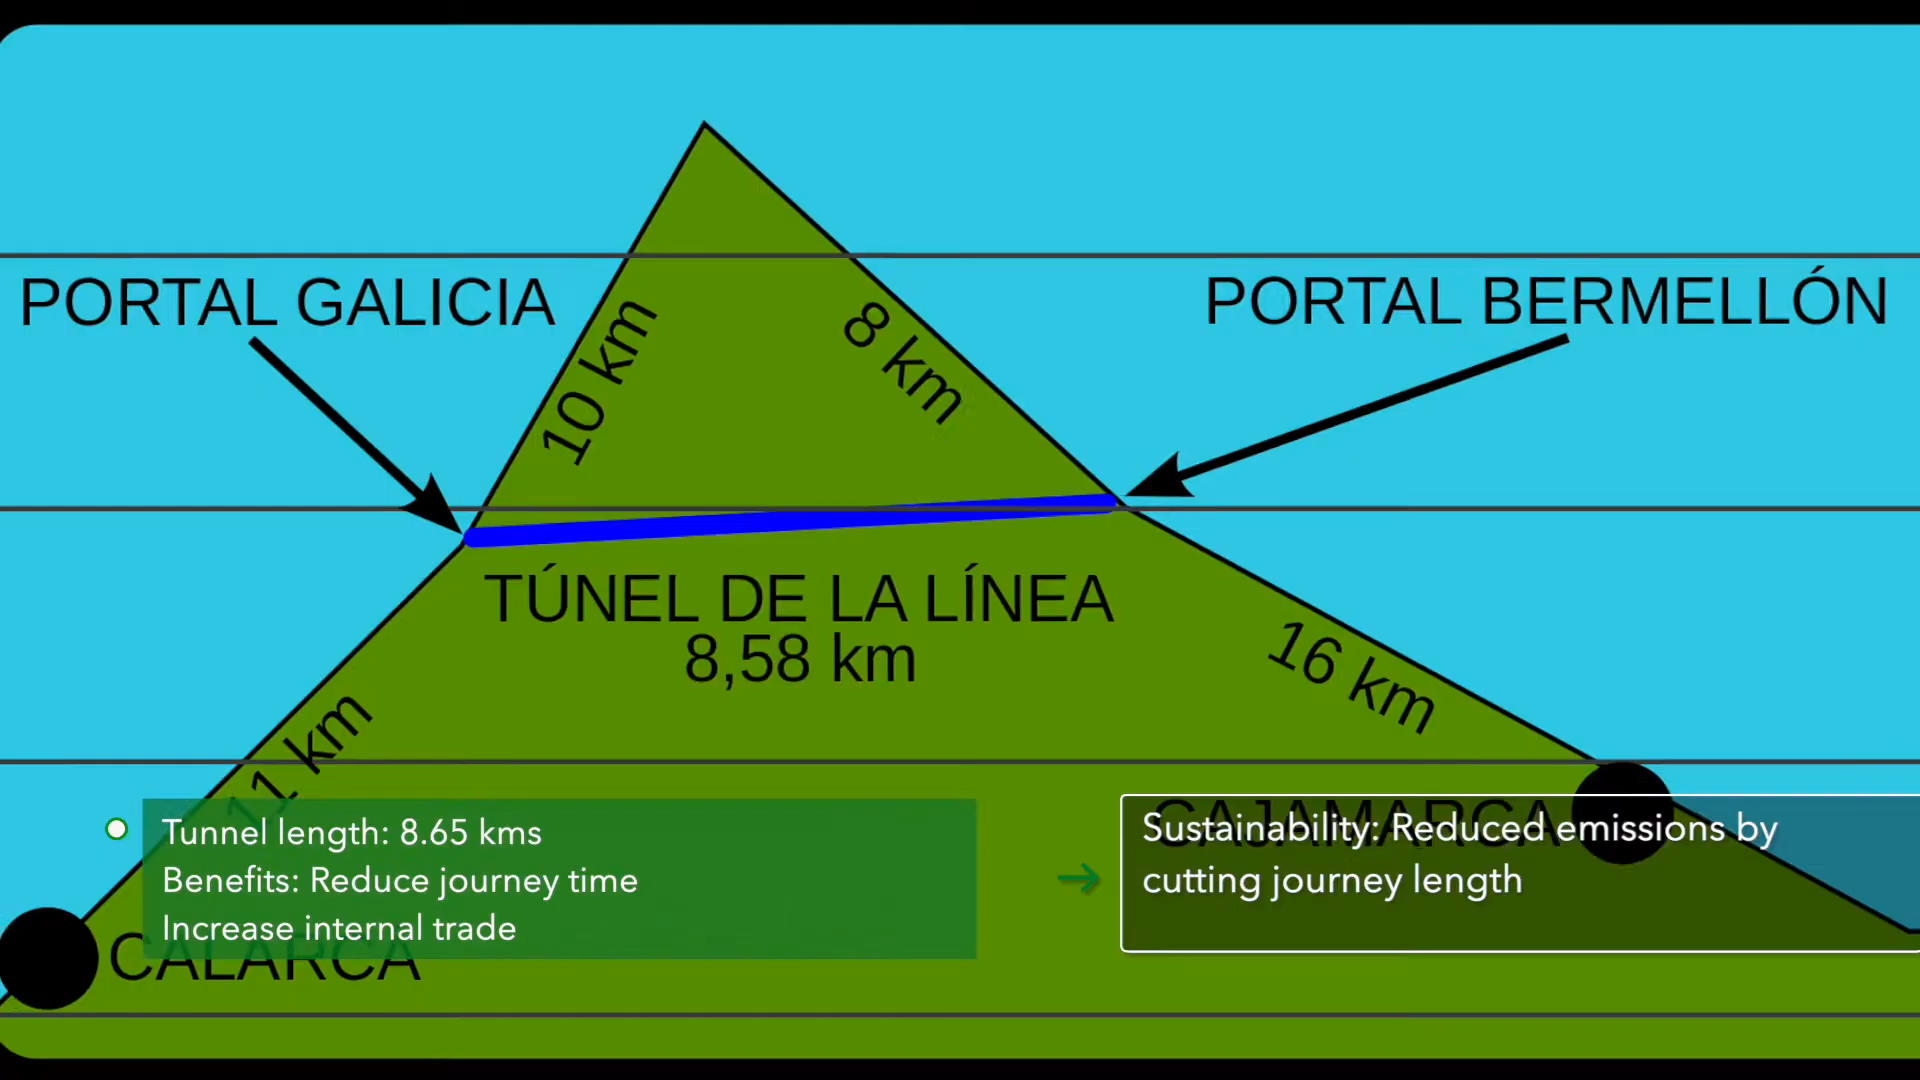 PORTAL GALICIA
PORTAL BERMELLÓN
10 km
8 km
TÚNEL DE LA LÍNEA
8,58 km
16 km
11 km
CAJAMARCA
Tunnel length: 8.65 kms
Benefits: Reduce journey time
Increase internal trade
Sustainability: Reduced emissions by
cutting journey length
CALARCA